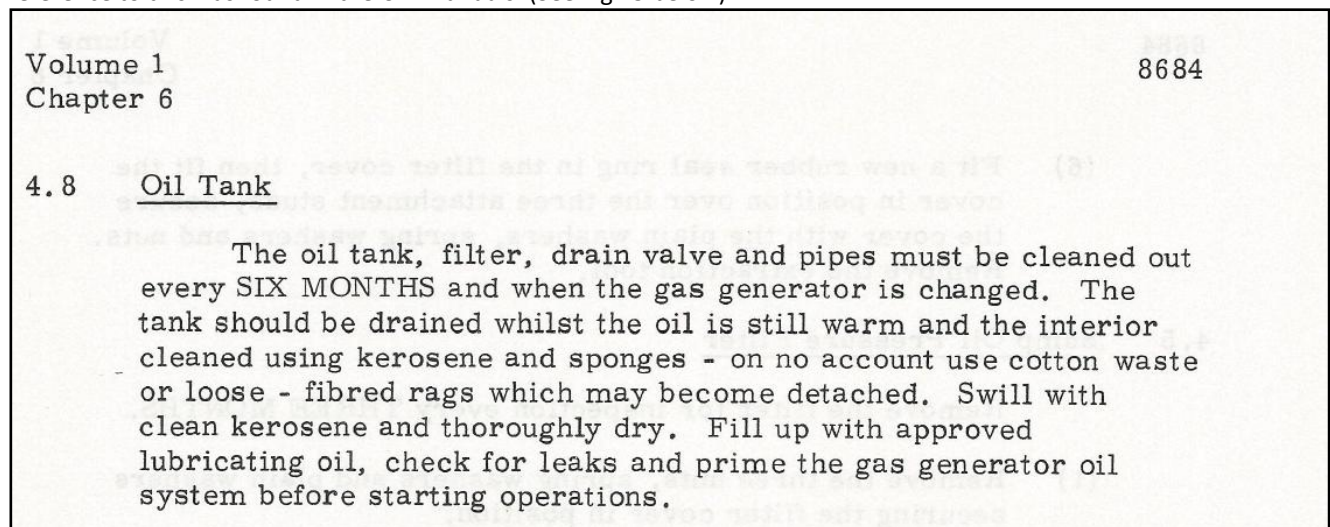 Volume 1
8684
Chapter 6
4.8 Oil Tank
The oil tank, filter, drain valve and pipes must be cleaned out
every SIX MONTHS and when the gas generator is changed. The
tank should be drained whilst the oil is still warm and the interior
cleaned using kerosene and sponges - on no account use cotton waste
or loose - fibred rags which may become detached. Swill with
clean kerosene and thoroughly dry. Fill up with approved
lubricating oil, check for leaks and prime the gas generator oil
system before starting operations.